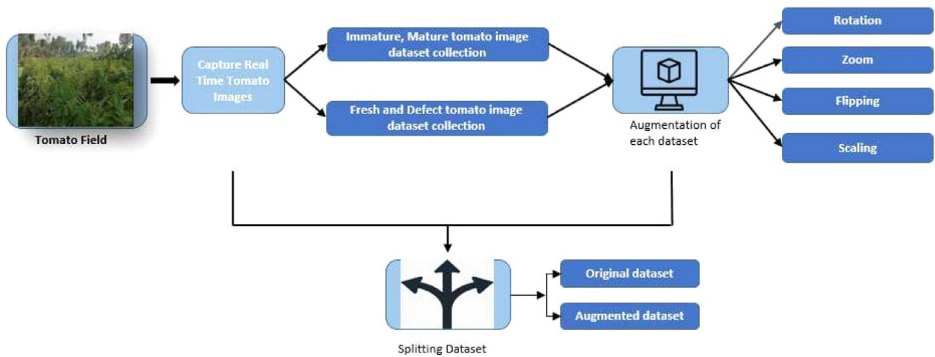 Tomato Field
Capture Real
Time Tomato
Images
Immature, Mature tomato image
dataset collection
Fresh and Defect tomato image
dataset collection
Augmentation of
each dataset
Rotation
Zoom
Flipping
Scaling
Splitting Dataset
Original dataset
Augmented dataset